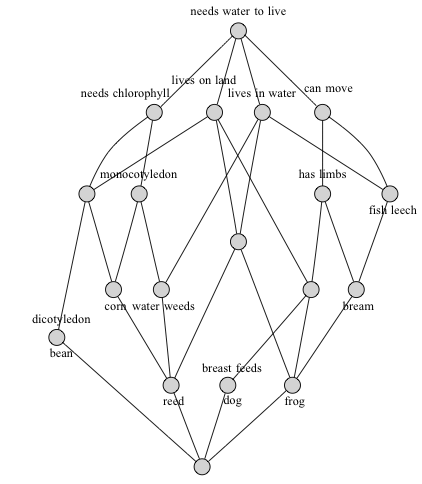 needs water to live
lives on land
needs chlorophyll
lives in water
can move
monocotyledon
has limbs
fish leech
corn
water weeds
bream
dicotyledon
bean
breast feeds
reed
dog
frog